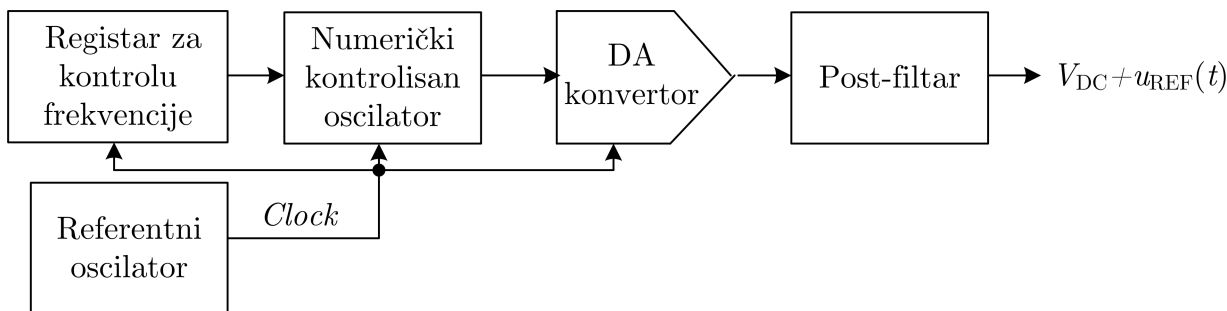 Registar za
kontrolu
frekvencije
Numerički
kontrolisan
oscilator
DA
konvertor
Post-filtar
V_DC+u_REF(t)
Clock
Referentni
oscilator